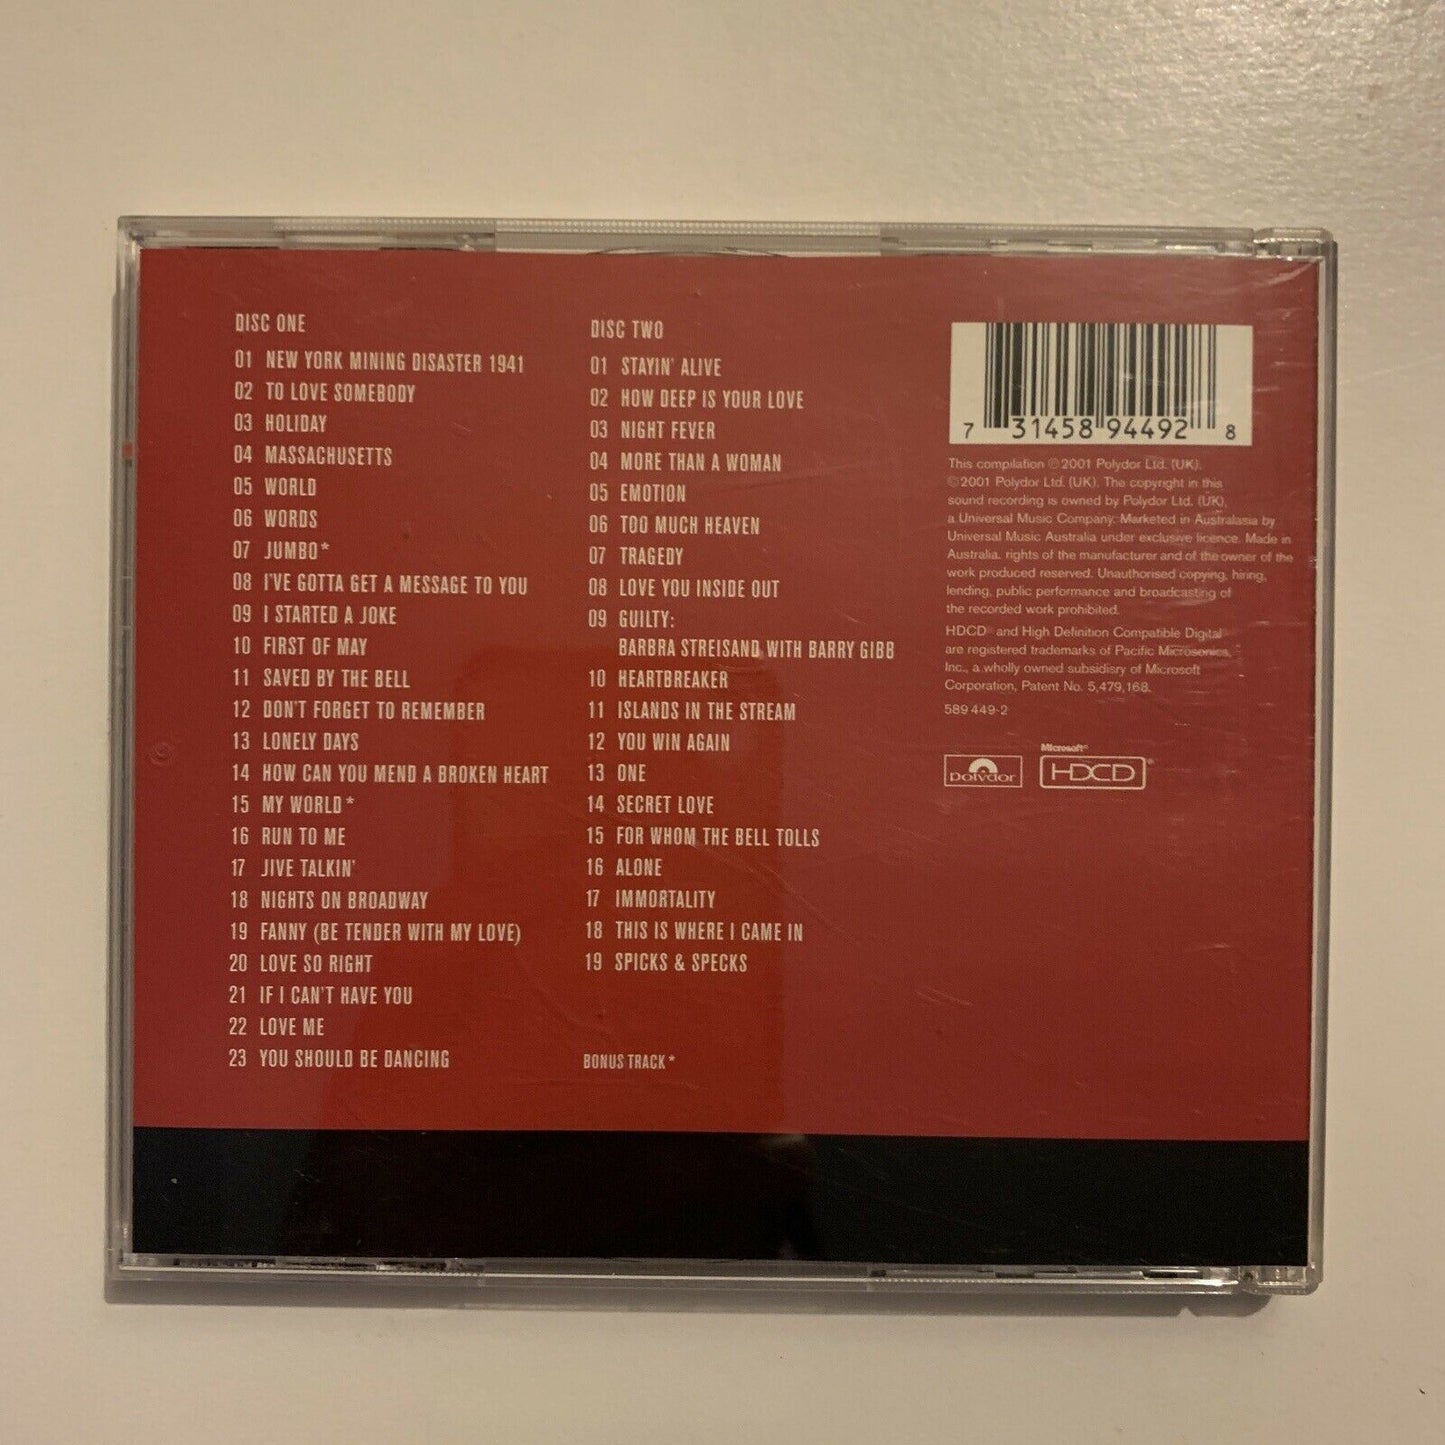 DISC ONE
01 NEW YORK MINING DISASTER 1941
02 TO LOVE SOMEBODY
03 HOLIDAY
04 MASSACHUSETTS
05 WORLD
06 WORDS
07 JUMBO*
08 I'VE GOTTA GET A MESSAGE TO YOU
09 I STARTED A JOKE
10 FIRST OF MAY
11 SAVED BY THE BELL
12 DON'T FORGET TO REMEMBER
13 LONELY DAYS
14 HOW CAN YOU MEND A BROKEN HEART
15 MY WORLD*
16 RUN TO ME
17 JIVE TALKIN'
18 NIGHTS ON BROADWAY
19 FANNY (BE TENDER WITH MY LOVE)
20 LOVE SO RIGHT
21 IF I CAN'T HAVE YOU
22 LOVE ME
23 YOU SHOULD BE DANCING
DISC TWO
01 STAYIN' ALIVE
02 HOW DEEP IS YOUR LOVE
03 NIGHT FEVER
04 MORE THAN A WOMAN
05 EMOTION
06 TOO MUCH HEAVEN
07 TRAGEDY
08 LOVE YOU INSIDE OUT
09 GUILTY:
BARBRA STREISAND WITH BARRY GIBB
10 HEARTBREAKER
11 ISLANDS IN THE STREAM
12 YOU WIN AGAIN
13 ONE
14 SECRET LOVE
15 FOR WHOM THE BELL TOLLS
16 ALONE
17 IMMORTALITY
18 THIS IS WHERE I CAME IN
19 SPICKS & SPECKS
BONUS TRACK*
7 31458 94492 8
This compilation ℗2001 Polydor Ltd. (UK).
©2001 Polydor Ltd. (UK). The copyright in this
sound recording is owned by Polydor Ltd. (UK),
a Universal Music Company. Marketed in Australasia by
Universal Music Australia under exclusive licence. Made in
Australia. rights of the manufacturer and of the owner of the
work produced reserved. Unauthorised copying, hiring,
lending, public performance and broadcasting of
the recorded work prohibited.
HDCD® and High Definition Compatible Digital
are registered trademarks of Pacific Microsonics,
Inc., a wholly owned subsidisry of Microsoft
Corporation, Patent No. 5,479,168.
589 449-2
polydor
Microsoft®
HDCD®